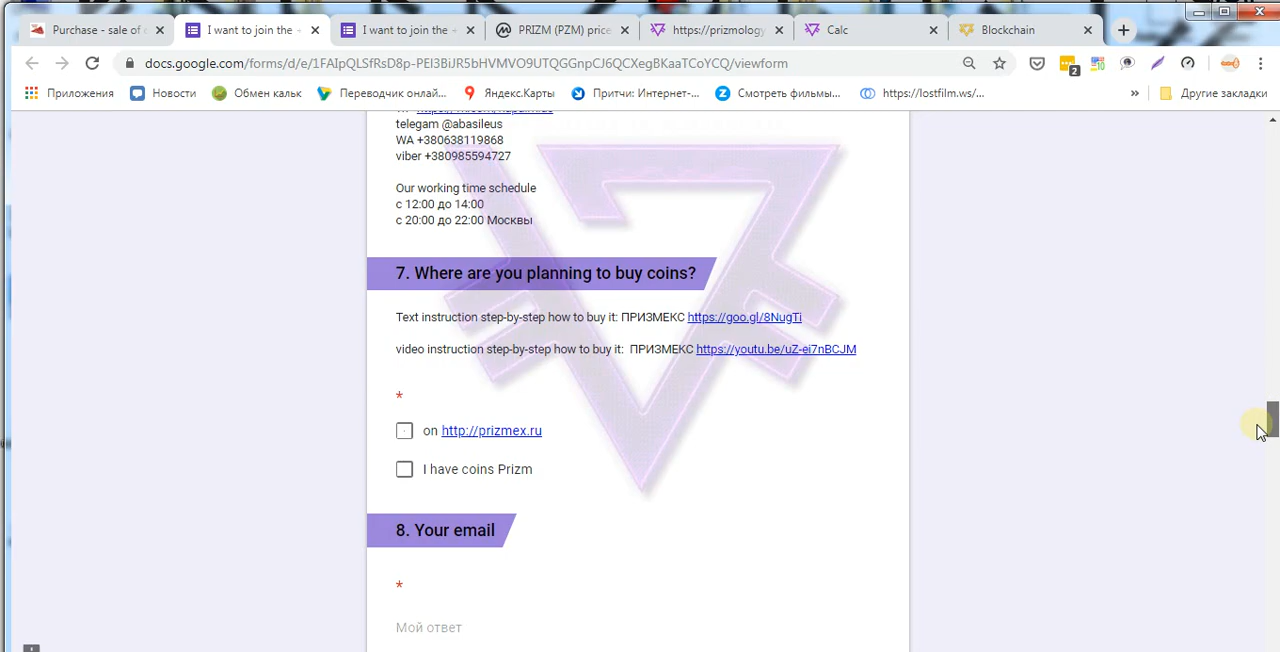 Purchase - sale of
I want to join the
I want to join the
PRIZM (PZM) price
https://prizmology
Calc
Blockchain
docs.google.com/forms/d/e/1FAIpQLSfRsD8p-PEI3BiJR5bHVMVO9UTQGGnpCJ6QCXegBKaaTCoYCQ/viewform
2
10
Приложения
Новости
Обмен кальк
Переводчик онлай...
Яндекс.Карты
Притчи: Интернет-...
Смотреть фильмы...
https://lostfilm.ws/...
»
Другие закладки
telegam @abasileus
WA +380638119868
viber +380985594727
Our working time schedule
с 12:00 до 14:00
с 20:00 до 22:00 Москвы
7. Where are you planning to buy coins?
Text instruction step-by-step how to buy it: ПРИЗМЕКС https://goo.gl/8NugTi
video instruction step-by-step how to buy it: ПРИЗМЕКС https://youtu.be/uZ-ei7nBCJM
*
on http://prizmex.ru
I have coins Prizm
8. Your email
*
Мой ответ